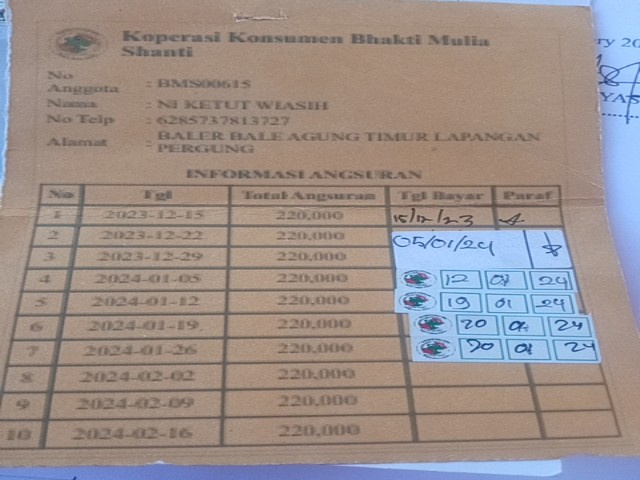 Koperasi Konsumen Bhakti Mulia
Shanti
No
Anggota : BMS00615
Nama : NI KETUT WIASIH
No Telp : 6285737813727
Alamat : BALER BALE AGUNG TIMUR LAPANGAN
PERGUNG
INFORMASI ANGSURAN
No Tgl Total Angsuran Tgl Bayar Paraf
1 2023-12-15 220,000 15/12/23
2 2023-12-22 220,000 05/01/24
3 2023-12-29 220,000
4 2024-01-05 220,000 12 01 24
5 2024-01-12 220,000 19 01 24
6 2024-01-19 220,000 20 01 24
7 2024-01-26 220,000 01 24
8 2024-02-02 220,000
9 2024-02-09 220,000
10 2024-02-16 220,000
ry 20
YAS